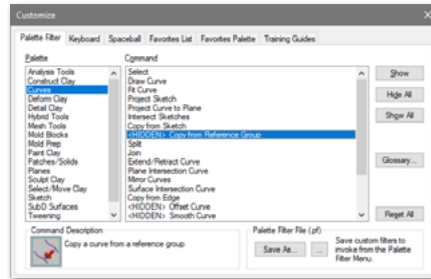 Customize
Palette Filter Keyboard Spaceball Favorites List Favorites Palette Training Guides
Palette
Command
Analysis Tools
Construct Clay
Curves
Deform Clay
Detail Clay
Hybrid Tools
Mesh Tools
Mold Blocks
Mold Prep
Paint Clay
Patches/Solids
Planes
Sculpt Clay
Select/Move Clay
Sketch
SubD Surfaces
Tweening
Select
Draw Curve
Fit Curve
Project Sketch
Project Curve to Plane
Intersect Sketches
Copy from Sketch
<HIDDEN> Copy from Reference Group
Split
Join
Extend/Retract Curve
Plane Intersection Curve
Mirror Curves
Surface Intersection Curve
Copy from Edge
<HIDDEN> Offset Curve
<HIDDEN> Smooth Curve
Show
Hide All
Show All
Glossary...
Reset All
Command Description
Copy a curve from a reference group
Palette Filter File (.pf)
Save As...
...
Save custom filters to
invoke from the Palette
Filter Menu.